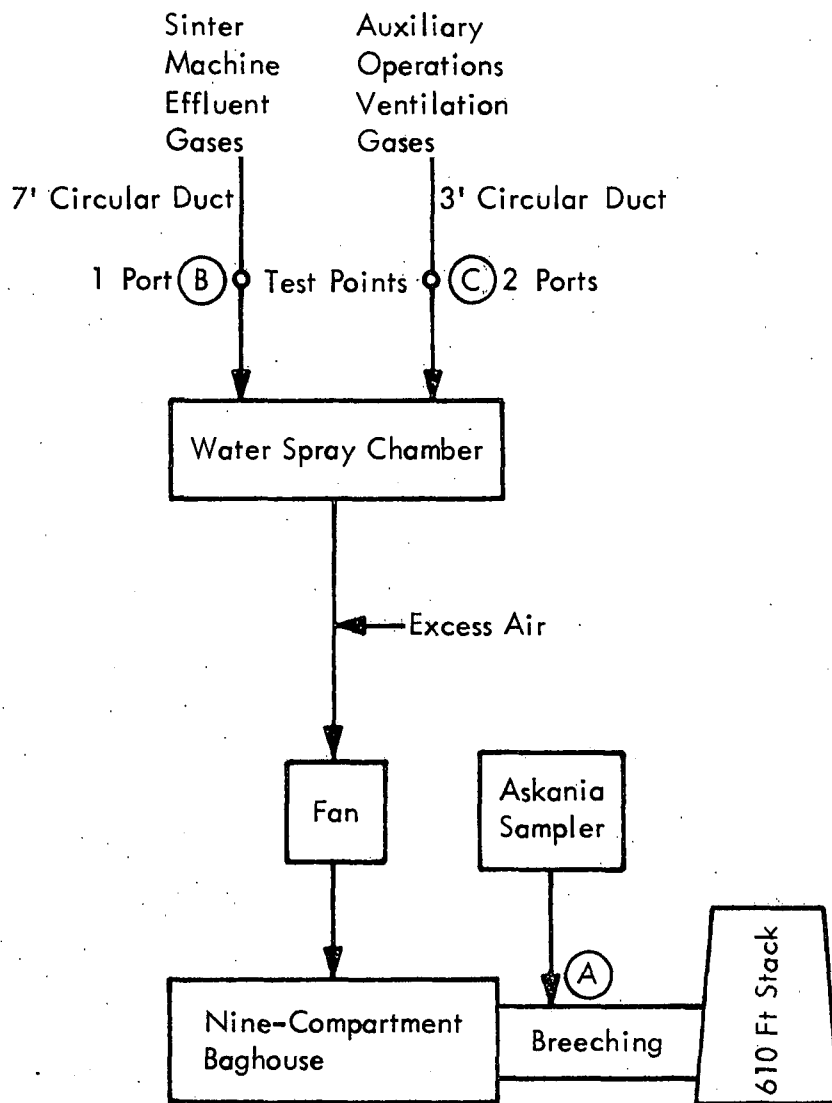 Sinter
Machine
Effluent
Gases
Auxiliary
Operations
Ventilation
Gases
7' Circular Duct
3' Circular Duct
1 Port
B
Test Points
C
2 Ports
Water Spray Chamber
Excess Air
Fan
Askania
Sampler
A
Nine-Compartment
Baghouse
Breeching
610 Ft Stack